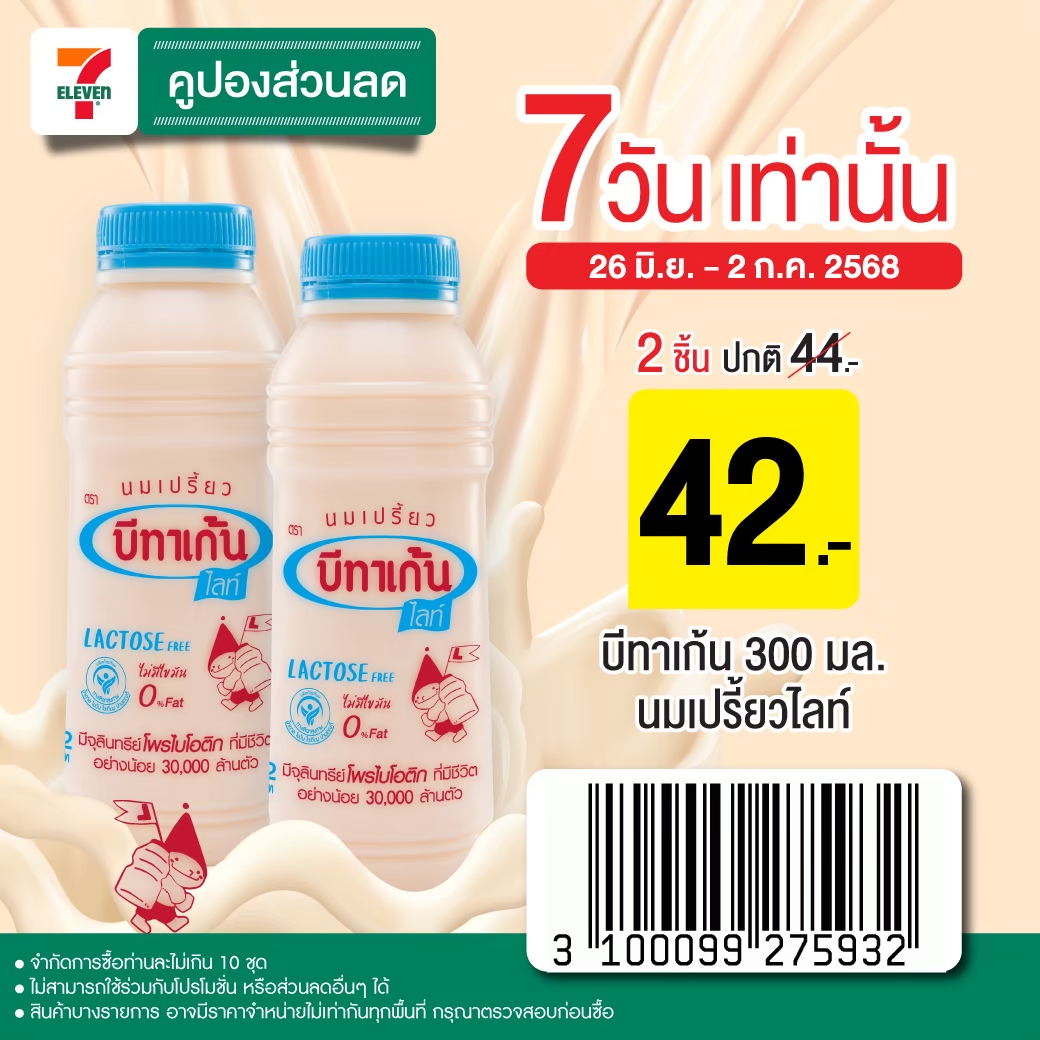 7
ELEVEN
คูปองส่วนลด
7 วัน เท่านั้น
26 มิ.ย. - 2 ก.ค. 2568
2 ชิ้น ปกติ 44.-
42.-
บีทาเก้น 300 มล.
นมเปรี้ยวไลท์
นมเปรี้ยว
ตรา
บีทาเก้น
ไลท์
LACTOSE FREE
ไม่มีไขมัน
0% Fat
มีจุลินทรีย์โพรไบโอติก ที่มีชีวิต
อย่างน้อย 30,000 ล้านตัว
นมเปรี้ยว
ตรา
บีทาเก้น
ไลท์
LACTOSE FREE
ไม่มีไขมัน
0% Fat
มีจุลินทรีย์โพรไบโอติก ที่มีชีวิต
อย่างน้อย 30,000 ล้านตัว
L
L
L
3 100099 275932
• จำกัดการซื้อท่านละไม่เกิน 10 ชุด
• ไม่สามารถใช้ร่วมกับโปรโมชั่น หรือส่วนลดอื่นๆ ได้
• สินค้าบางรายการ อาจมีราคาจำหน่ายไม่เท่ากันทุกพื้นที่ กรุณาตรวจสอบก่อนซื้อ